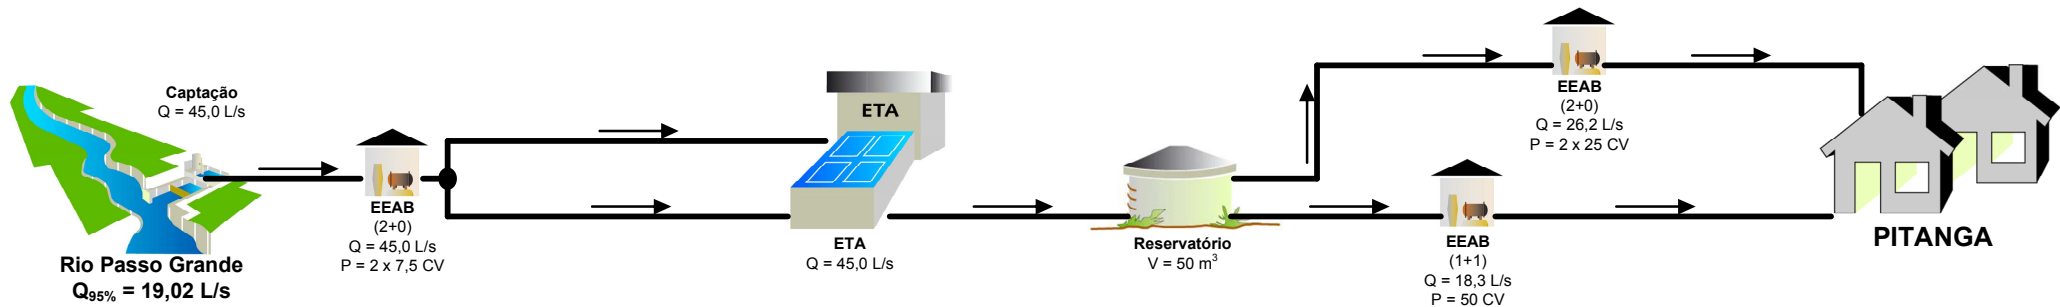 Captação
Q = 45,0 L/s
Rio Passo Grande
Q95% = 19,02 L/s
EEAB
(2+0)
Q = 45,0 L/s
P = 2 x 7,5 CV
ETA
ETA
Q = 45,0 L/s
Reservatório
V = 50 m³
EEAB
(2+0)
Q = 26,2 L/s
P = 2 x 25 CV
EEAB
(1+1)
Q = 18,3 L/s
P = 50 CV
PITANGA